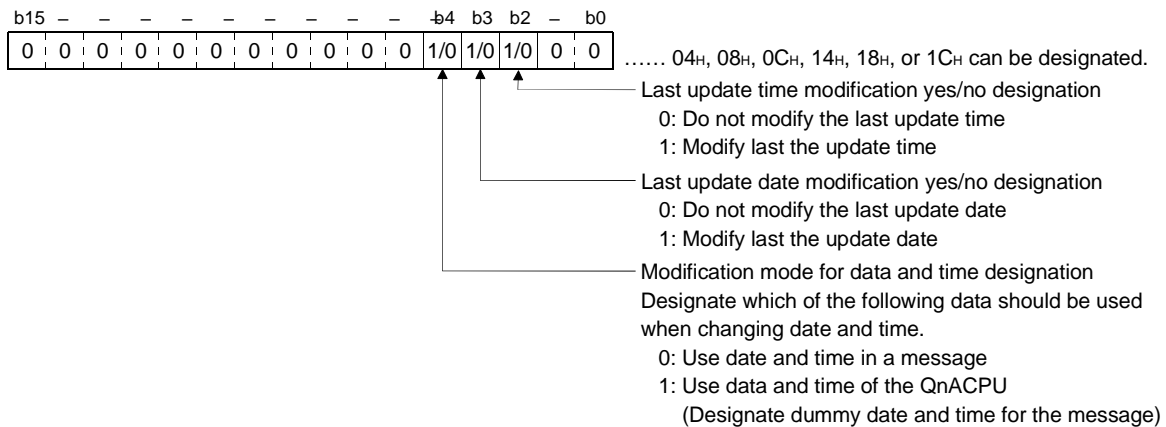 b15 – – – – – – – – – – b4 b3 b2 – b0
0 0 0 0 0 0 0 0 0 0 0 1/0 1/0 1/0 0 0 …… 04H, 08H, 0CH, 14H, 18H, or 1CH can be designated.
Last update time modification yes/no designation
0: Do not modify the last update time
1: Modify last the update time
Last update date modification yes/no designation
0: Do not modify the last update date
1: Modify last the update date
Modification mode for data and time designation
Designate which of the following data should be used
when changing date and time.
0: Use date and time in a message
1: Use data and time of the QnACPU
(Designate dummy date and time for the message)